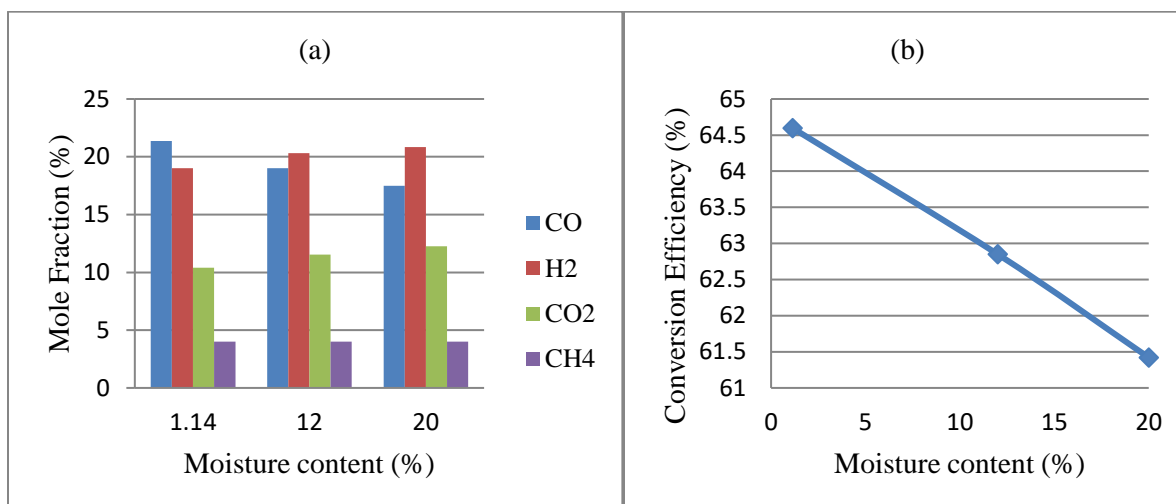 (a)
Mole Fraction (%)
25
20
15
10
5
0
1.14 12 20
Moisture content (%)
CO
H2
CO2
CH4
(b)
Conversion Efficiency (%)
65
64.5
64
63.5
63
62.5
62
61.5
61
0 5 10 15 20
Moisture content (%)